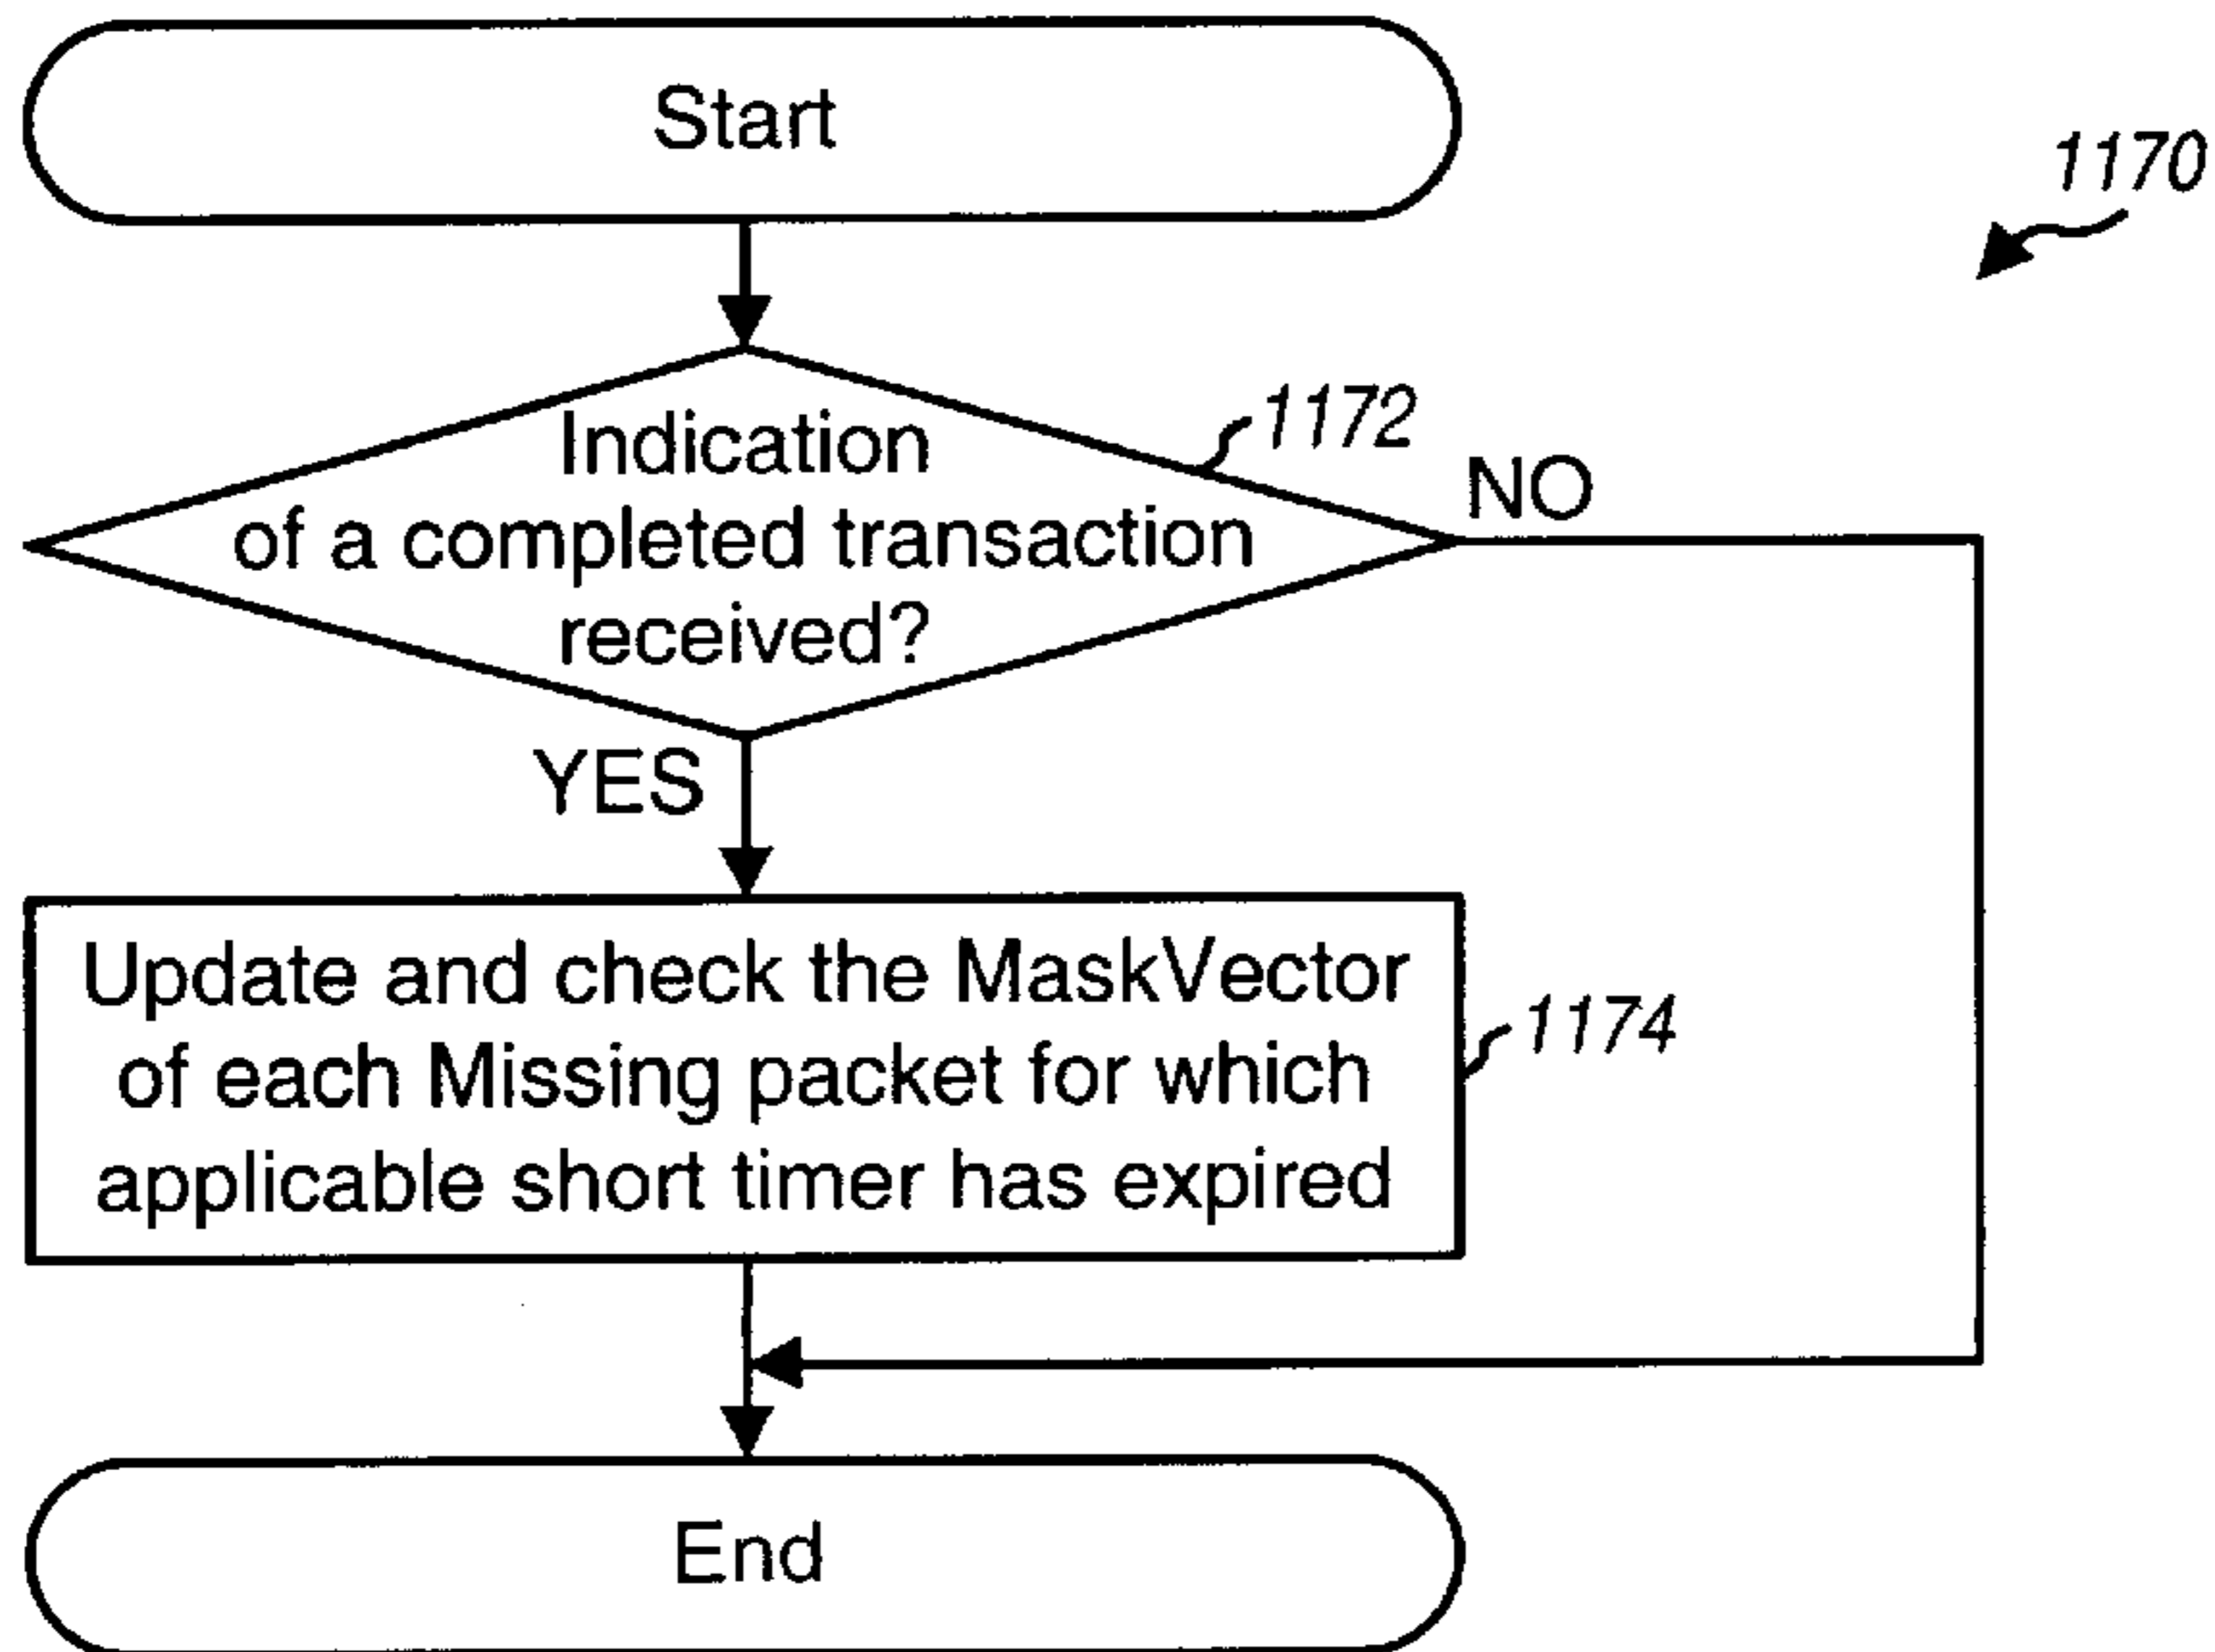 Start
1170
Indication
of a completed transaction
received?
1172
NO
YES
Update and check the MaskVector
of each Missing packet for which
applicable short timer has expired
1174
End